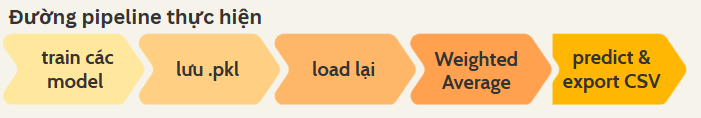 Đường pipeline thực hiện
train các
model
lưu .pkl
load lại
Weighted
Average
predict &
export CSV